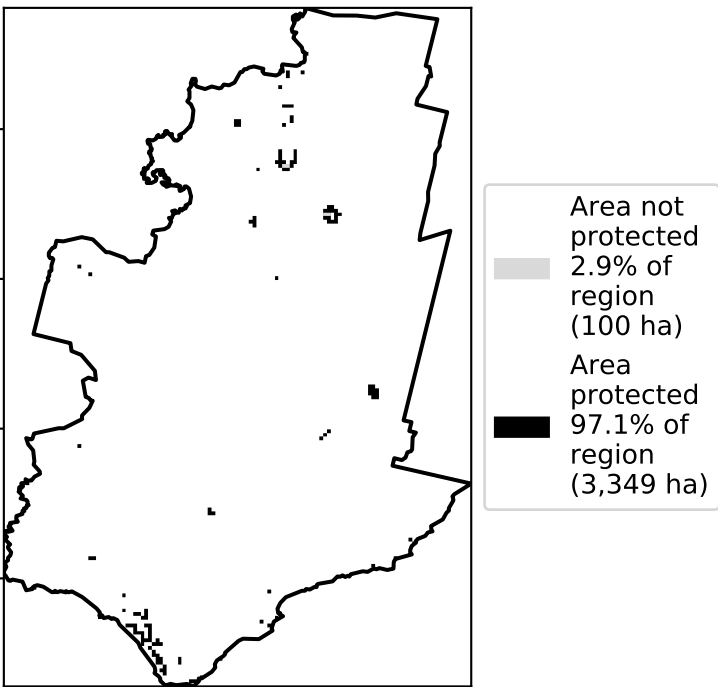 Area not
protected
2.9% of
region
(100 ha)
Area
protected
97.1% of
region
(3,349 ha)